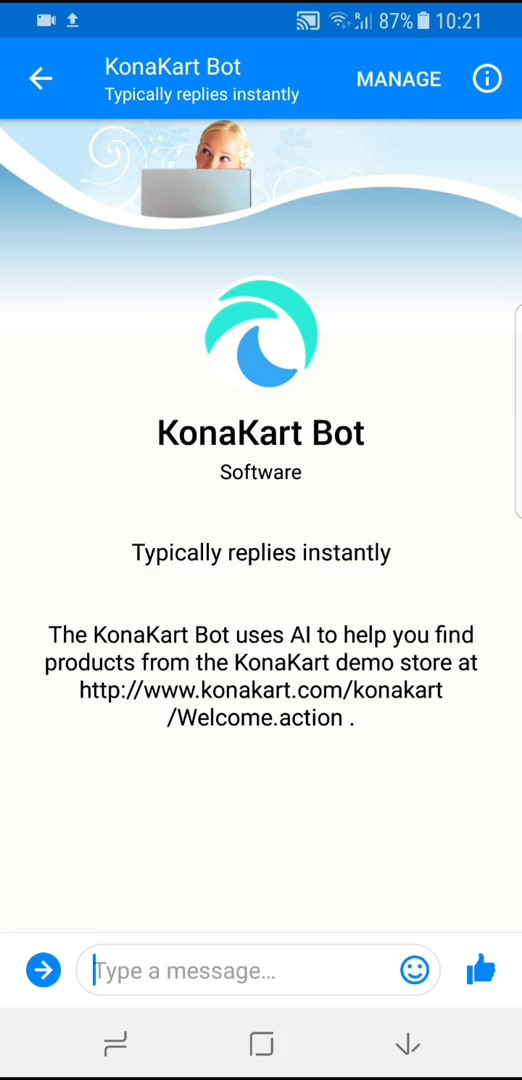 R 87% 10:21
KonaKart Bot
Typically replies instantly
MANAGE
KonaKart Bot
Software
Typically replies instantly
The KonaKart Bot uses AI to help you find
products from the KonaKart demo store at
http://www.konakart.com/konakart
/Welcome.action .
Type a message...